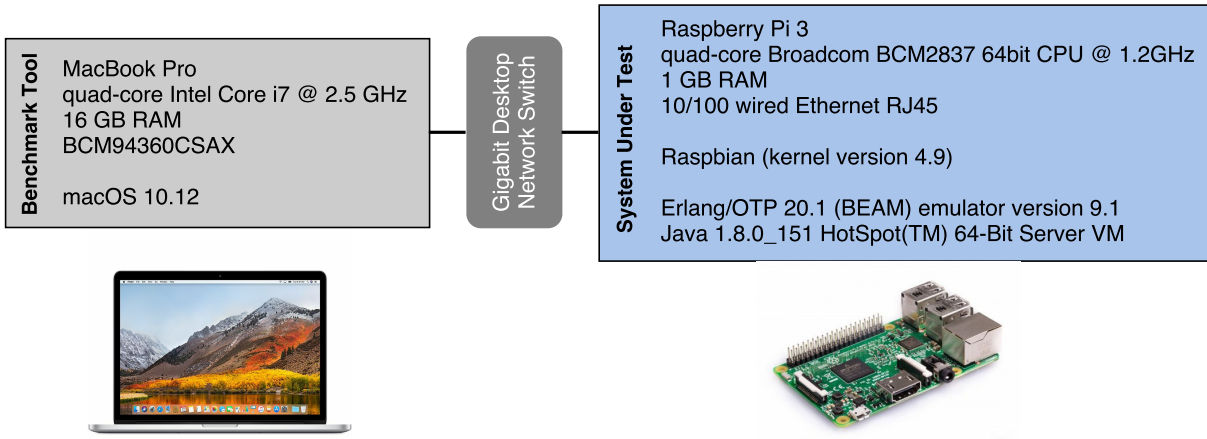 Benchmark Tool
MacBook Pro
quad-core Intel Core i7 @ 2.5 GHz
16 GB RAM
BCM94360CSAX
macOS 10.12
Gigabit Desktop
Network Switch
System Under Test
Raspberry Pi 3
quad-core Broadcom BCM2837 64bit CPU @ 1.2GHz
1 GB RAM
10/100 wired Ethernet RJ45
Raspbian (kernel version 4.9)
Erlang/OTP 20.1 (BEAM) emulator version 9.1
Java 1.8.0_151 HotSpot(TM) 64-Bit Server VM